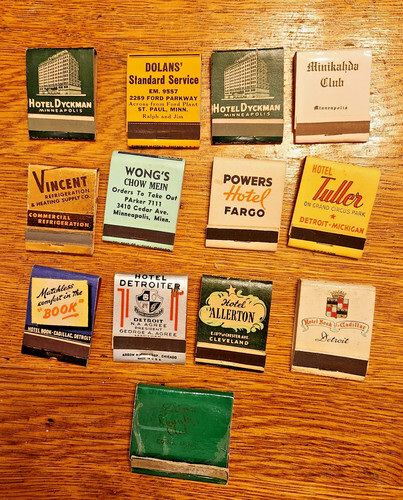 HOTEL DYCKMAN
MINNEAPOLIS
DOLANS'
Standard Service
EM. 9557
2289 FORD PARKWAY
Across from Ford Plant
ST. PAUL, MINN.
Ralph and Jim
HOTEL DYCKMAN
MINNEAPOLIS
Minikahda
Club
Minneapolis
VINCENT
REFRIGERATION
& HEATING SUPPLY CO.
COMMERCIAL
REFRIGERATION
WONG'S
CHOW MEIN
Orders To Take Out
PArker 7111
3410 Cedar Ave.
Minneapolis, Minn.
POWERS
Hotel
FARGO
HOTEL
Tuller
ON GRAND CIRCUS PARK
DETROIT-MICHIGAN
Matchless
comfort in the
"BOOK"
HOTEL BOOK-CADILLAC, DETROIT
HOTEL
DETROITER
DETROIT
N.A. AGREE
PRESIDENT
GEORGE A. AGREE
CHICAGO
Hotel
ALLERTON
CLEVELAND
Hotel Book Cadillac
Detroit